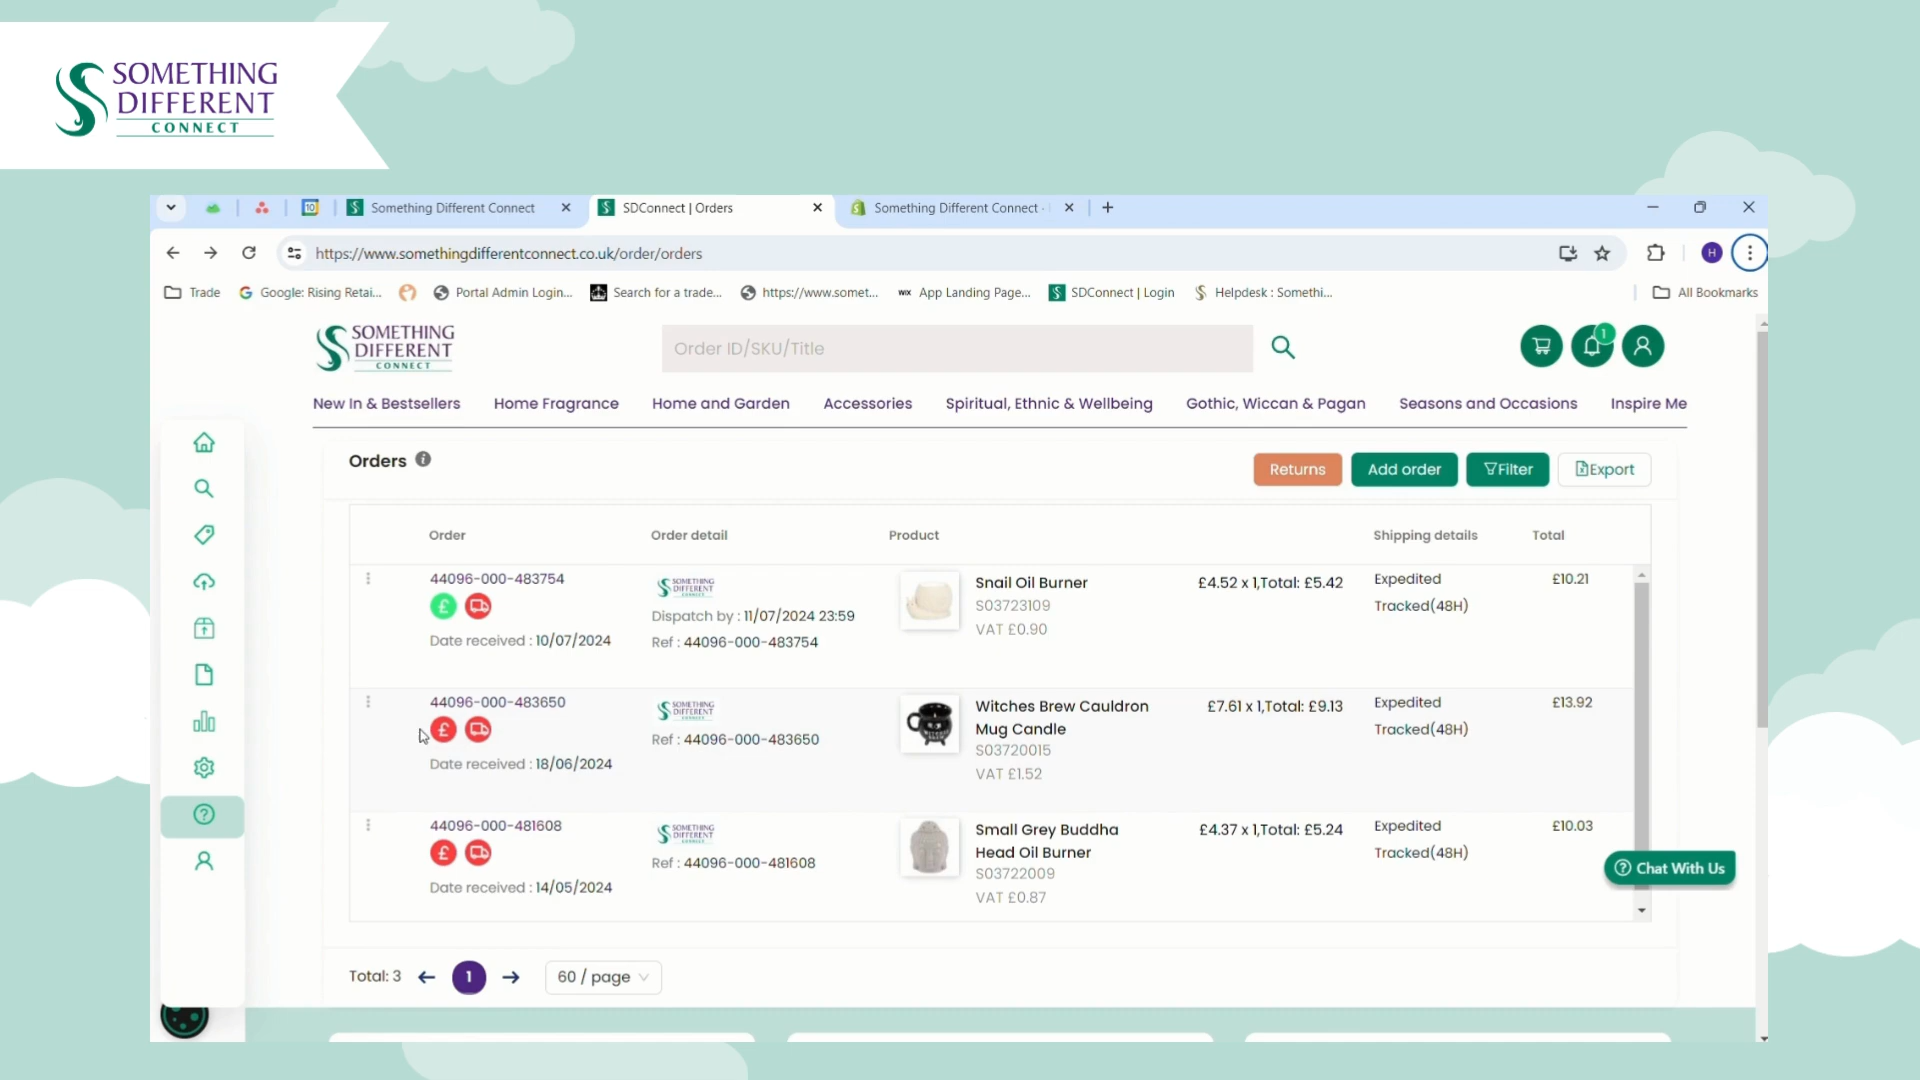 SOMETHING
DIFFERENT
CONNECT
Something Different Connect
SDConnect | Orders
Something Different Connect ·
https://www.somethingdifferentconnect.co.uk/order/orders
H
Trade
Google: Rising Retai...
Portal Admin Login...
Search for a trade...
https://www.somet...
WIX
App Landing Page...
SDConnect | Login
Helpdesk : Somethi...
All Bookmarks
SOMETHING
DIFFERENT
CONNECT
Order ID/SKU/Title
1
New In & Bestsellers
Home Fragrance
Home and Garden
Accessories
Spiritual, Ethnic & Wellbeing
Gothic, Wiccan & Pagan
Seasons and Occasions
Inspire Me
Orders
Returns
Add order
Filter
Export
Order
Order detail
Product
Shipping details
Total
44096-000-483754
£
Date received : 10/07/2024
SOMETHING
DIFFERENT
Dispatch by : 11/07/2024 23:59
Ref : 44096-000-483754
Snail Oil Burner
S03723109
VAT £0.90
£4.52 x 1,Total: £5.42
Expedited
Tracked(48H)
£10.21
44096-000-483650
£
Date received : 18/06/2024
SOMETHING
DIFFERENT
Ref : 44096-000-483650
Witches Brew Cauldron
Mug Candle
S03720015
VAT £1.52
£7.61 x 1,Total: £9.13
Expedited
Tracked(48H)
£13.92
44096-000-481608
£
Date received : 14/05/2024
SOMETHING
DIFFERENT
Ref : 44096-000-481608
Small Grey Buddha
Head Oil Burner
S03722009
VAT £0.87
£4.37 x 1,Total: £5.24
Expedited
Tracked(48H)
£10.03
Chat With Us
Total: 3
1
60 / page